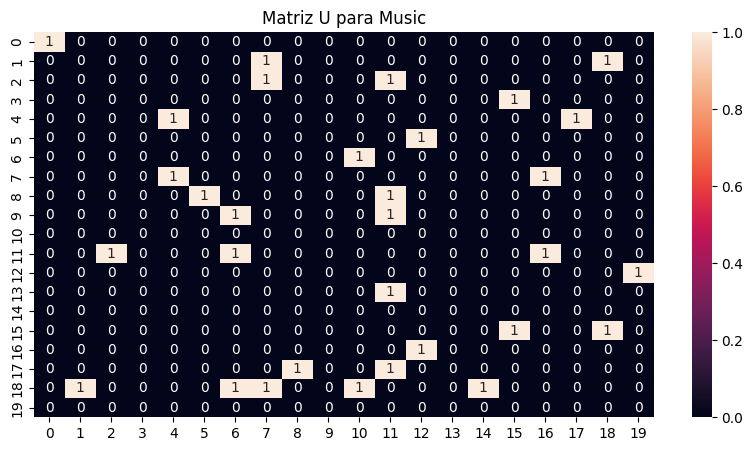 Matriz U para Music
0 1 0 0 0 0 0 0 0 0 0 0 0 0 0 0 0 0 0 0 0
1 0 0 0 0 0 0 0 1 0 0 0 0 0 0 0 0 0 0 1 0
2 0 0 0 0 0 0 0 1 0 0 0 1 0 0 0 0 0 0 0 0
3 0 0 0 0 0 0 0 0 0 0 0 0 0 0 0 1 0 0 0 0
4 0 0 0 0 1 0 0 0 0 0 0 0 0 0 0 0 0 1 0 0
5 0 0 0 0 0 0 0 0 0 0 0 0 1 0 0 0 0 0 0 0
6 0 0 0 0 0 0 0 0 0 0 1 0 0 0 0 0 0 0 0 0
7 0 0 0 0 1 0 0 0 0 0 0 0 0 0 0 0 1 0 0 0
8 0 0 0 0 0 1 0 0 0 0 0 1 0 0 0 0 0 0 0 0
9 0 0 0 0 0 0 1 0 0 0 0 1 0 0 0 0 0 0 0 0
10 0 0 0 0 0 0 0 0 0 0 0 0 0 0 0 0 0 0 0 0
11 0 0 1 0 0 0 1 0 0 0 0 0 0 0 0 0 1 0 0 0
12 0 0 0 0 0 0 0 0 0 0 0 0 0 0 0 0 0 0 0 1
13 0 0 0 0 0 0 0 0 0 0 0 1 0 0 0 0 0 0 0 0
14 0 0 0 0 0 0 0 0 0 0 0 0 0 0 0 0 0 0 0 0
15 0 0 0 0 0 0 0 0 0 0 0 0 0 0 0 1 0 0 1 0
16 0 0 0 0 0 0 0 0 0 0 0 0 1 0 0 0 0 0 0 0
17 0 0 0 0 0 0 0 0 1 0 0 1 0 0 0 0 0 0 0 0
18 0 1 0 0 0 0 1 1 0 0 1 0 0 0 1 0 0 0 0 0
19 0 0 0 0 0 0 0 0 0 0 0 0 0 0 0 0 0 0 0 0
0 1 2 3 4 5 6 7 8 9 10 11 12 13 14 15 16 17 18 19
1.0
0.8
0.6
0.4
0.2
0.0